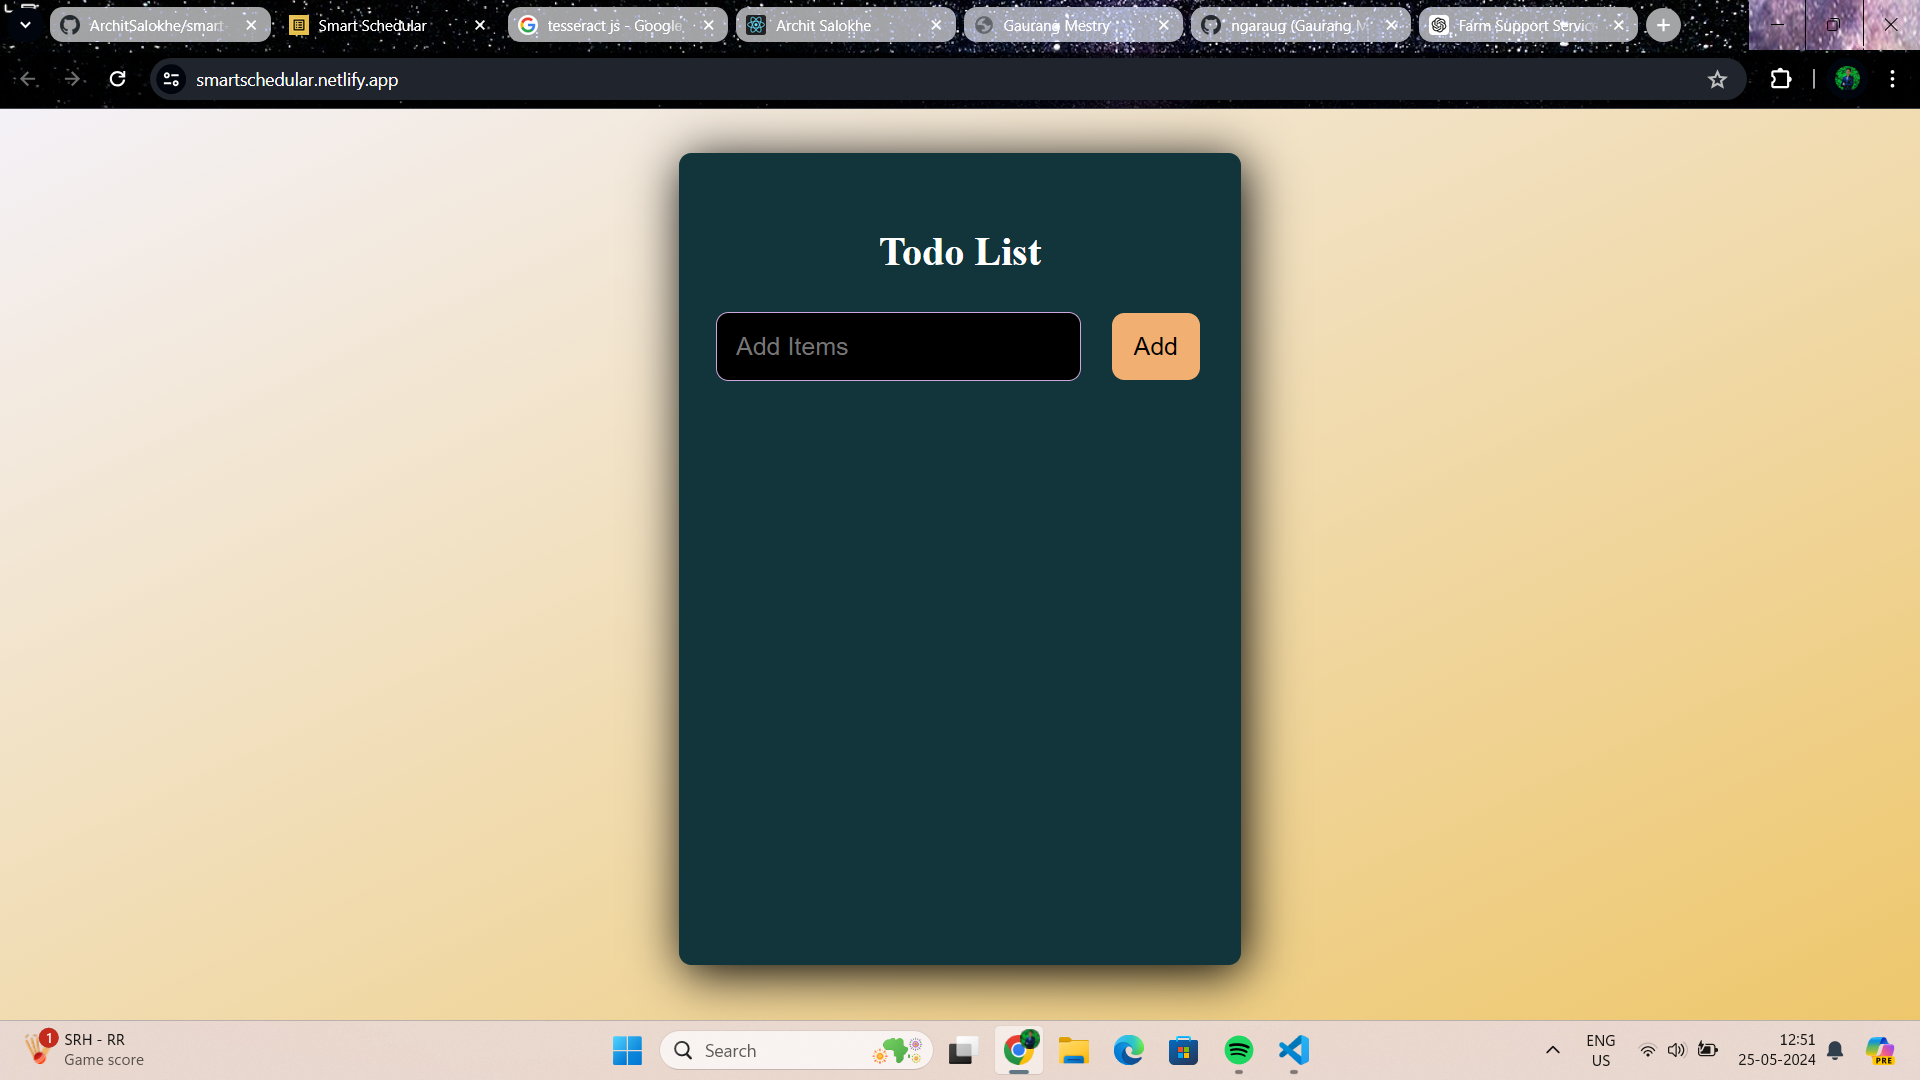 ArchitSalokhe/smart
Smart Schedular
tesseract js - Google
Archit Salokhe
Gaurang Mestry
ngaraug (Gaurang M
Farm Support Servic
smartschedular.netlify.app
Todo List
Add Items
Add
1
SRH - RR
Game score
Search
ENG
US
12:51
25-05-2024
PRE